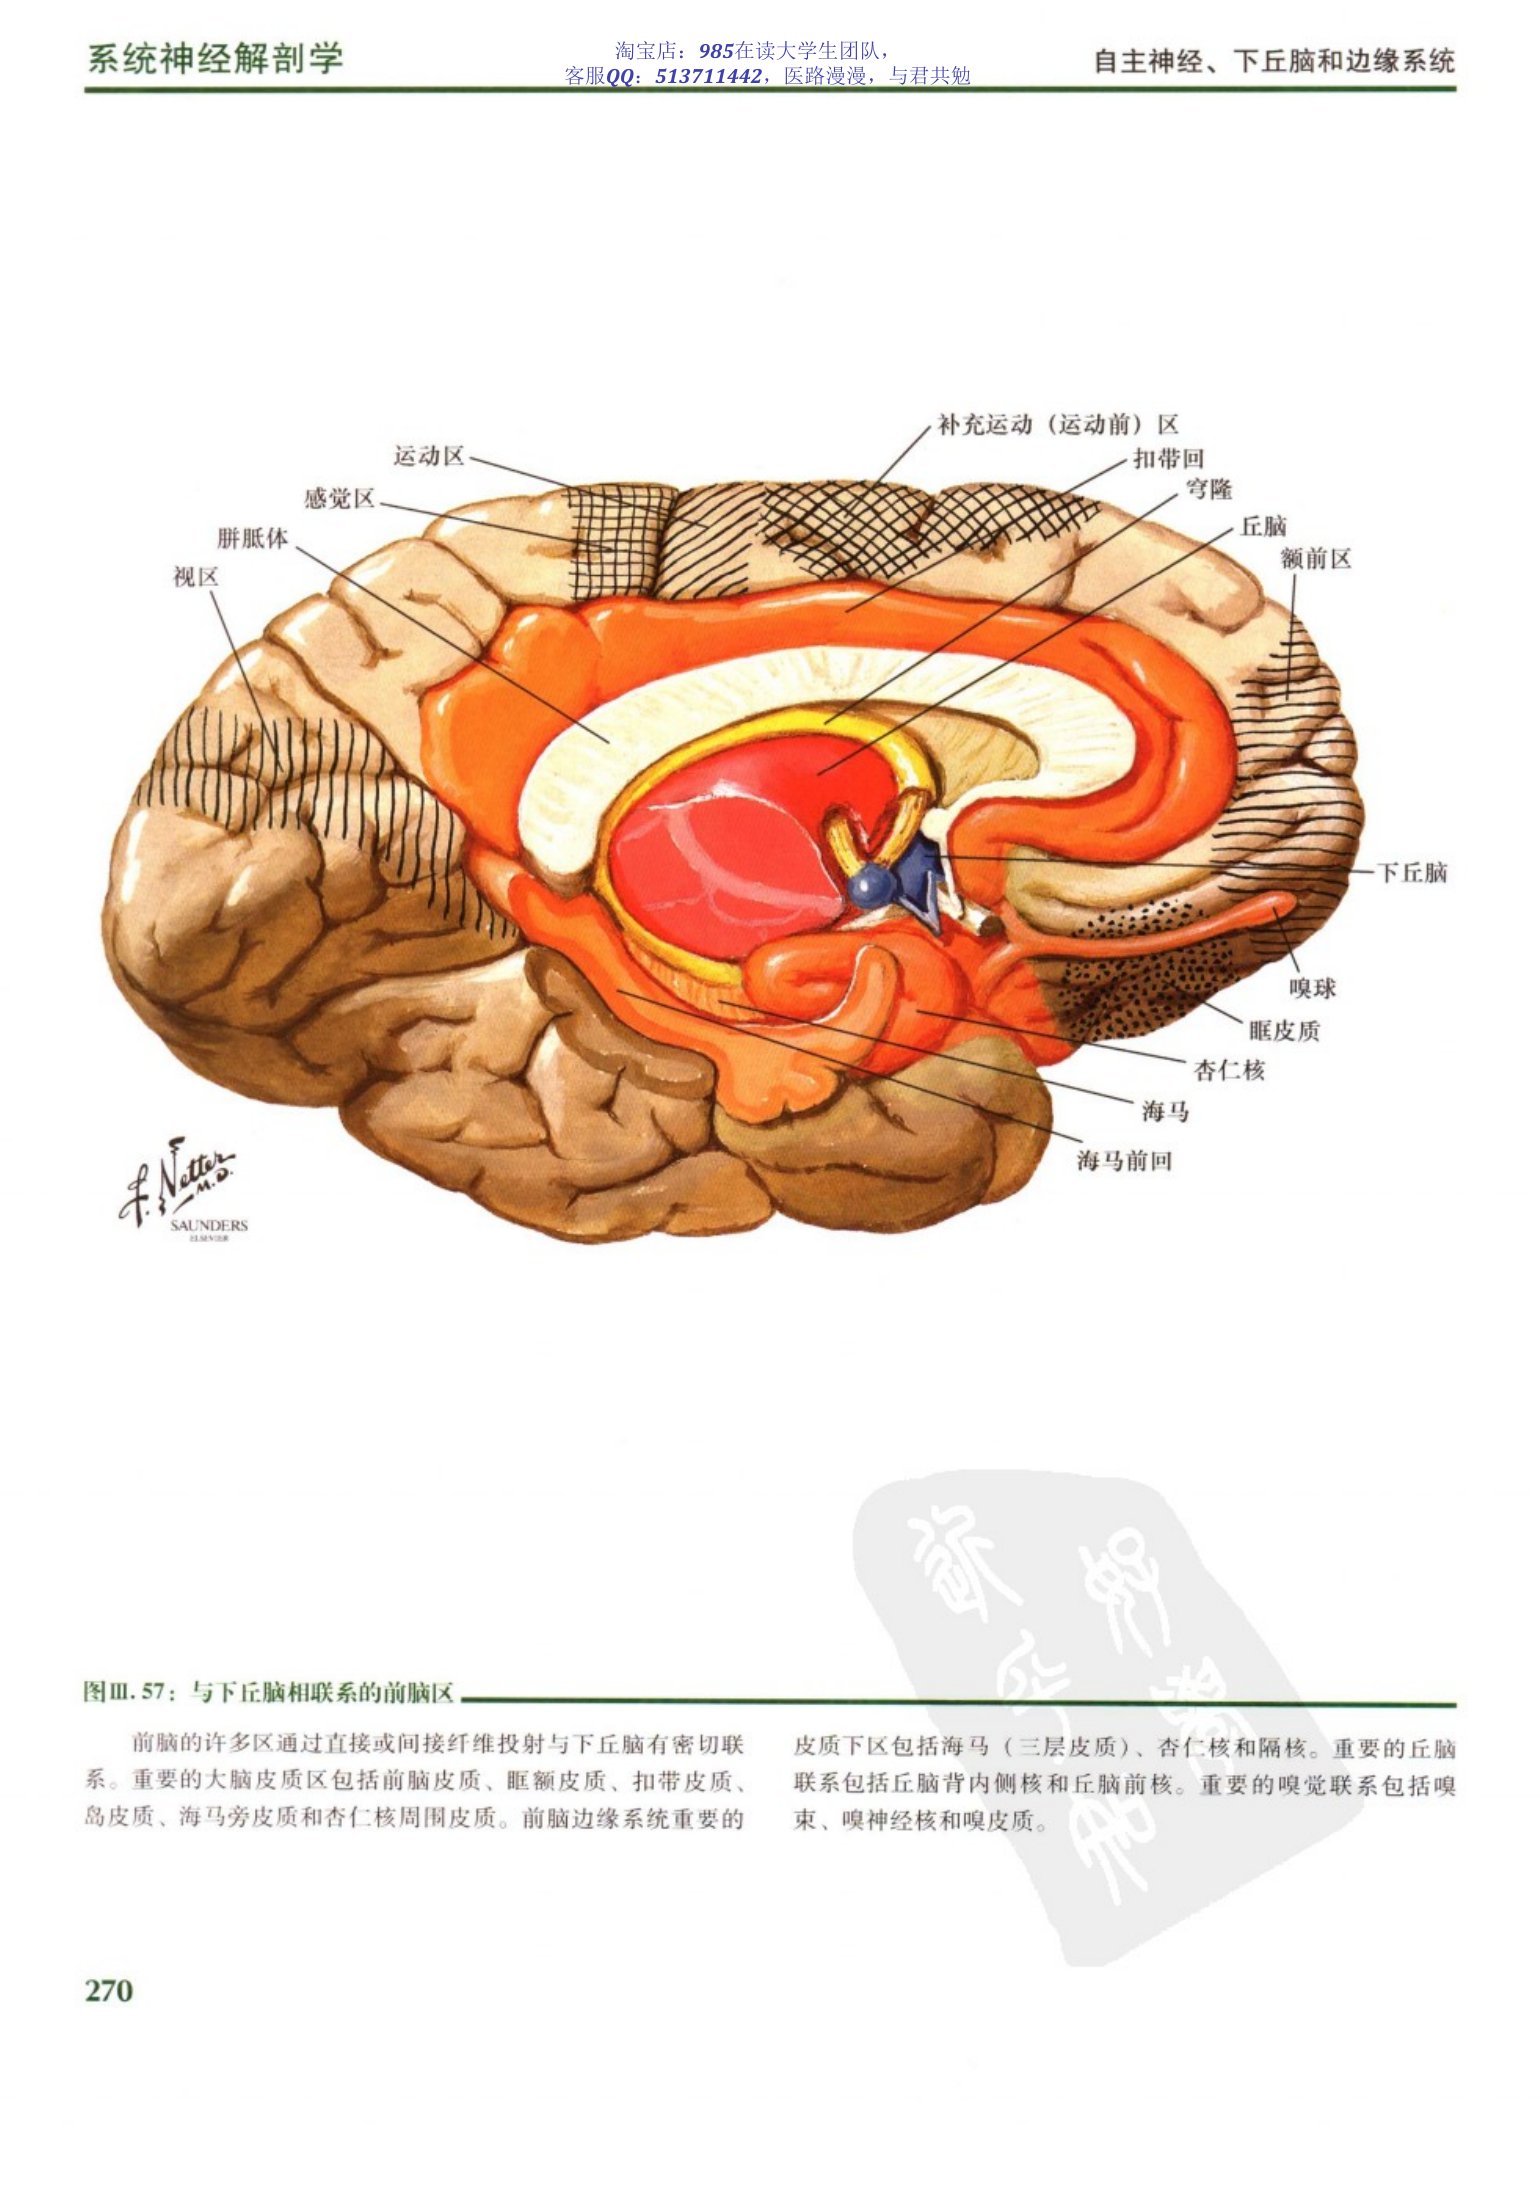 系统神经解剖学
淘宝店：985在读大学生团队，
客服QQ：513711442，医路漫漫，与君共勉
自主神经、下丘脑和边缘系统
补充运动（运动前）区
运动区
扣带回
感觉区
穹隆
胼胝体
丘脑
视区
额前区
下丘脑
嗅球
眶皮质
杏仁核
海马
海马前回
F. Netter
M.D.
SAUNDERS
ELSEVIER
图Ⅲ.57：与下丘脑相联系的前脑区
前脑的许多区通过直接或间接纤维投射与下丘脑有密切联
系。重要的大脑皮质区包括前脑皮质、眶额皮质、扣带皮质、
岛皮质、海马旁皮质和杏仁核周围皮质。前脑边缘系统重要的
皮质下区包括海马（三层皮质）、杏仁核和隔核。重要的丘脑
联系包括丘脑背内侧核和丘脑前核。重要的嗅觉联系包括嗅
束、嗅神经核和嗅皮质。
270